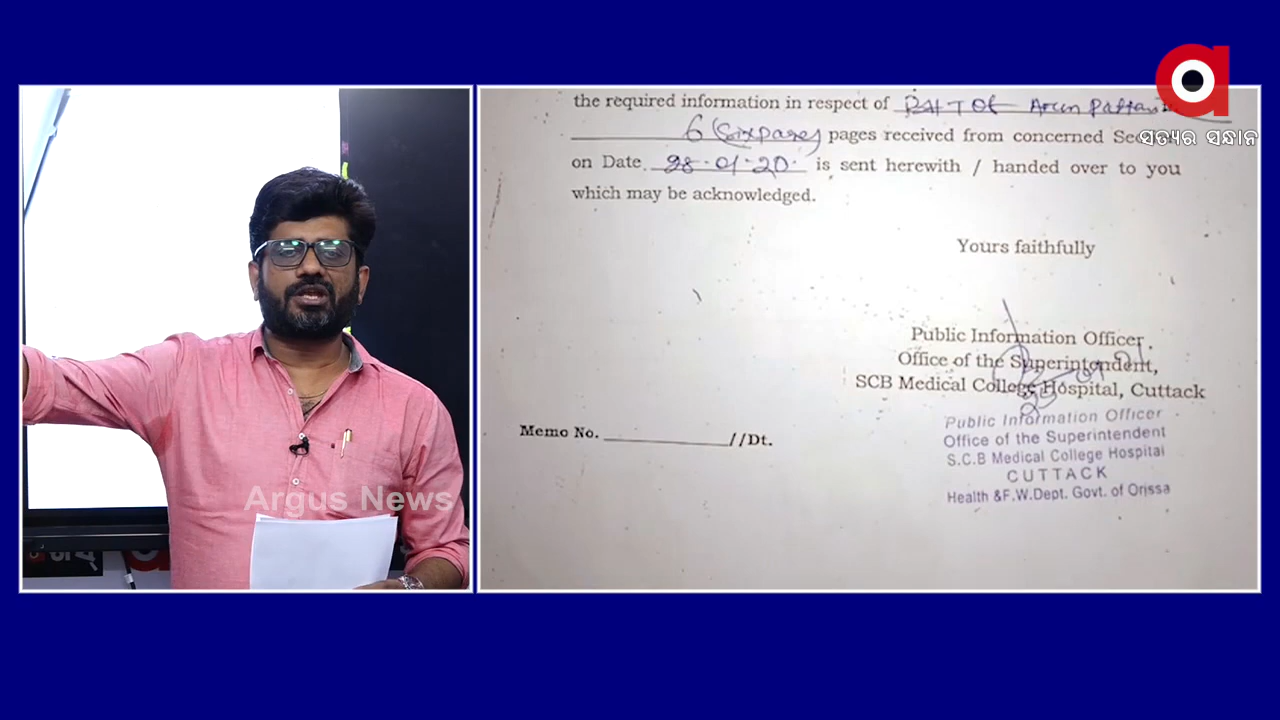 ସତ୍ୟର ସନ୍ଧାନ
Argus News
the required information in respect of
6 (Six pages) pages received from concerned
on Date 28.01.20. is sent herewith / handed over to you
which may be acknowledged.
Yours faithfully
Public Information Officer.
Office of the Superintendent,
SCB Medical College Hospital, Cuttack
Public Information Officer
Office of the Superintendent
S.C.B Medical College Hospital
CUTTACK
Health &F.W.Dept. Govt. of Orissa
Memo No. //Dt.